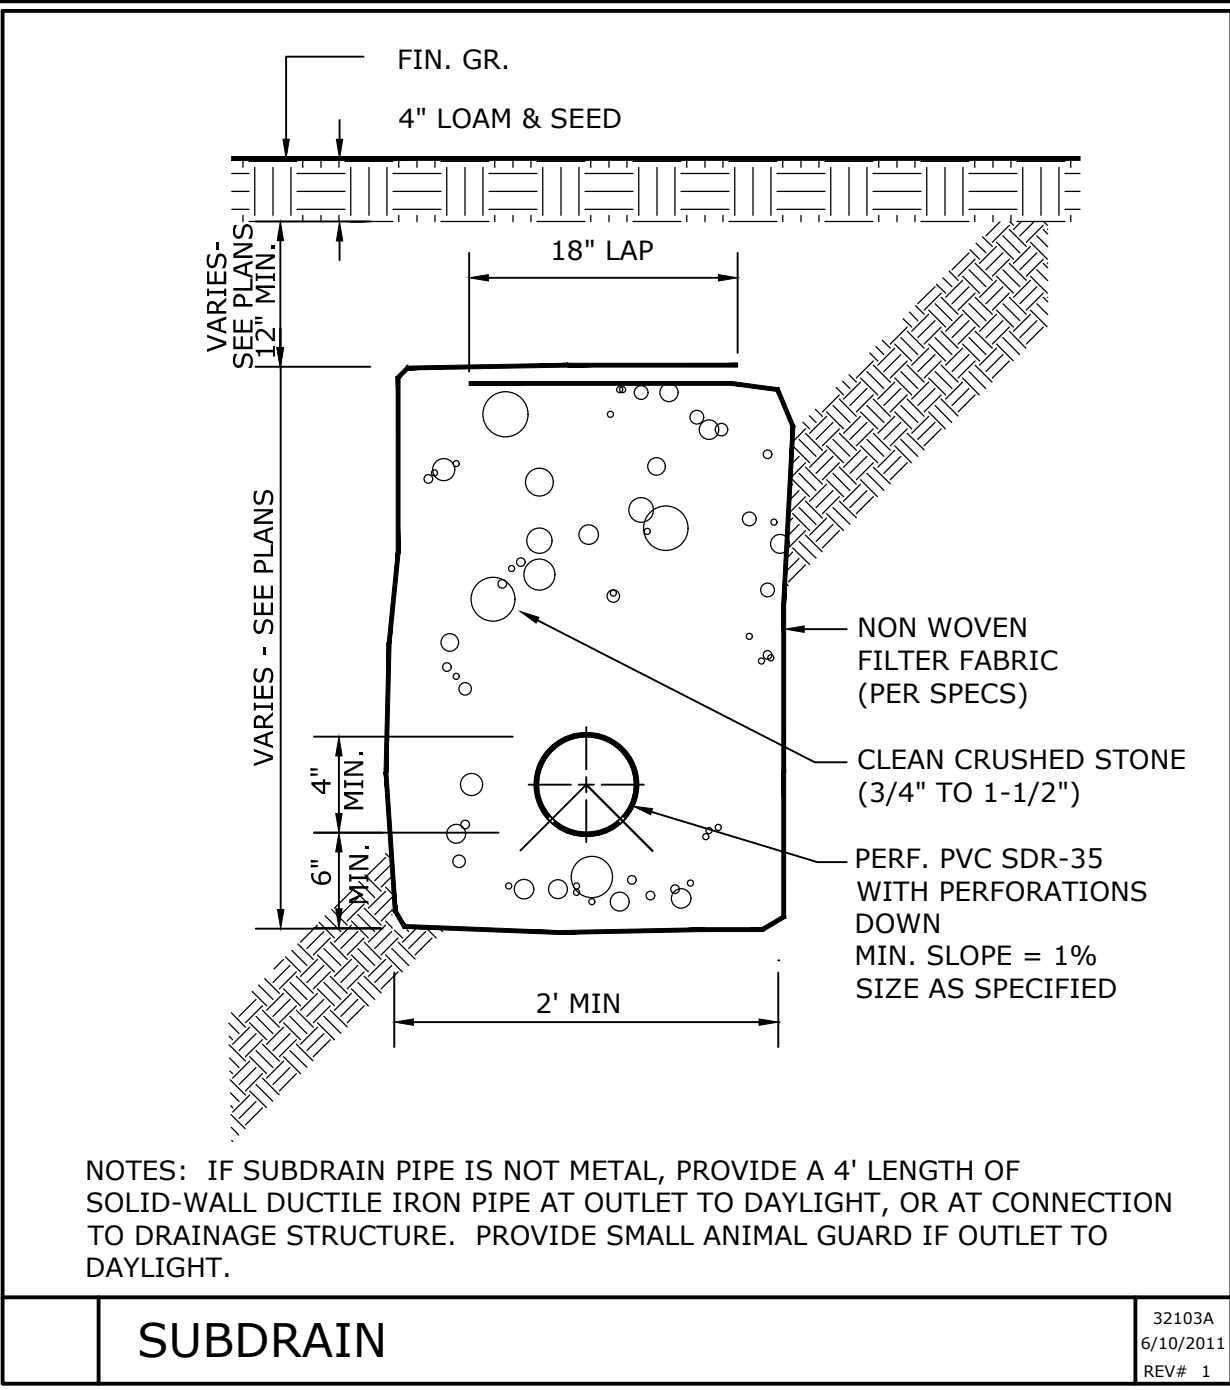 FIN. GR.
4" LOAM & SEED
VARIES-
SEE PLANS
12" MIN.
18" LAP
VARIES - SEE PLANS
NON WOVEN
FILTER FABRIC
(PER SPECS)
CLEAN CRUSHED STONE
(3/4" TO 1-1/2")
4"
MIN.
6"
MIN.
PERF. PVC SDR-35
WITH PERFORATIONS
DOWN
MIN. SLOPE = 1%
SIZE AS SPECIFIED
2' MIN
NOTES: IF SUBDRAIN PIPE IS NOT METAL, PROVIDE A 4' LENGTH OF
SOLID-WALL DUCTILE IRON PIPE AT OUTLET TO DAYLIGHT, OR AT CONNECTION
TO DRAINAGE STRUCTURE. PROVIDE SMALL ANIMAL GUARD IF OUTLET TO
DAYLIGHT.
SUBDRAIN
32103A
6/10/2011
REV# 1